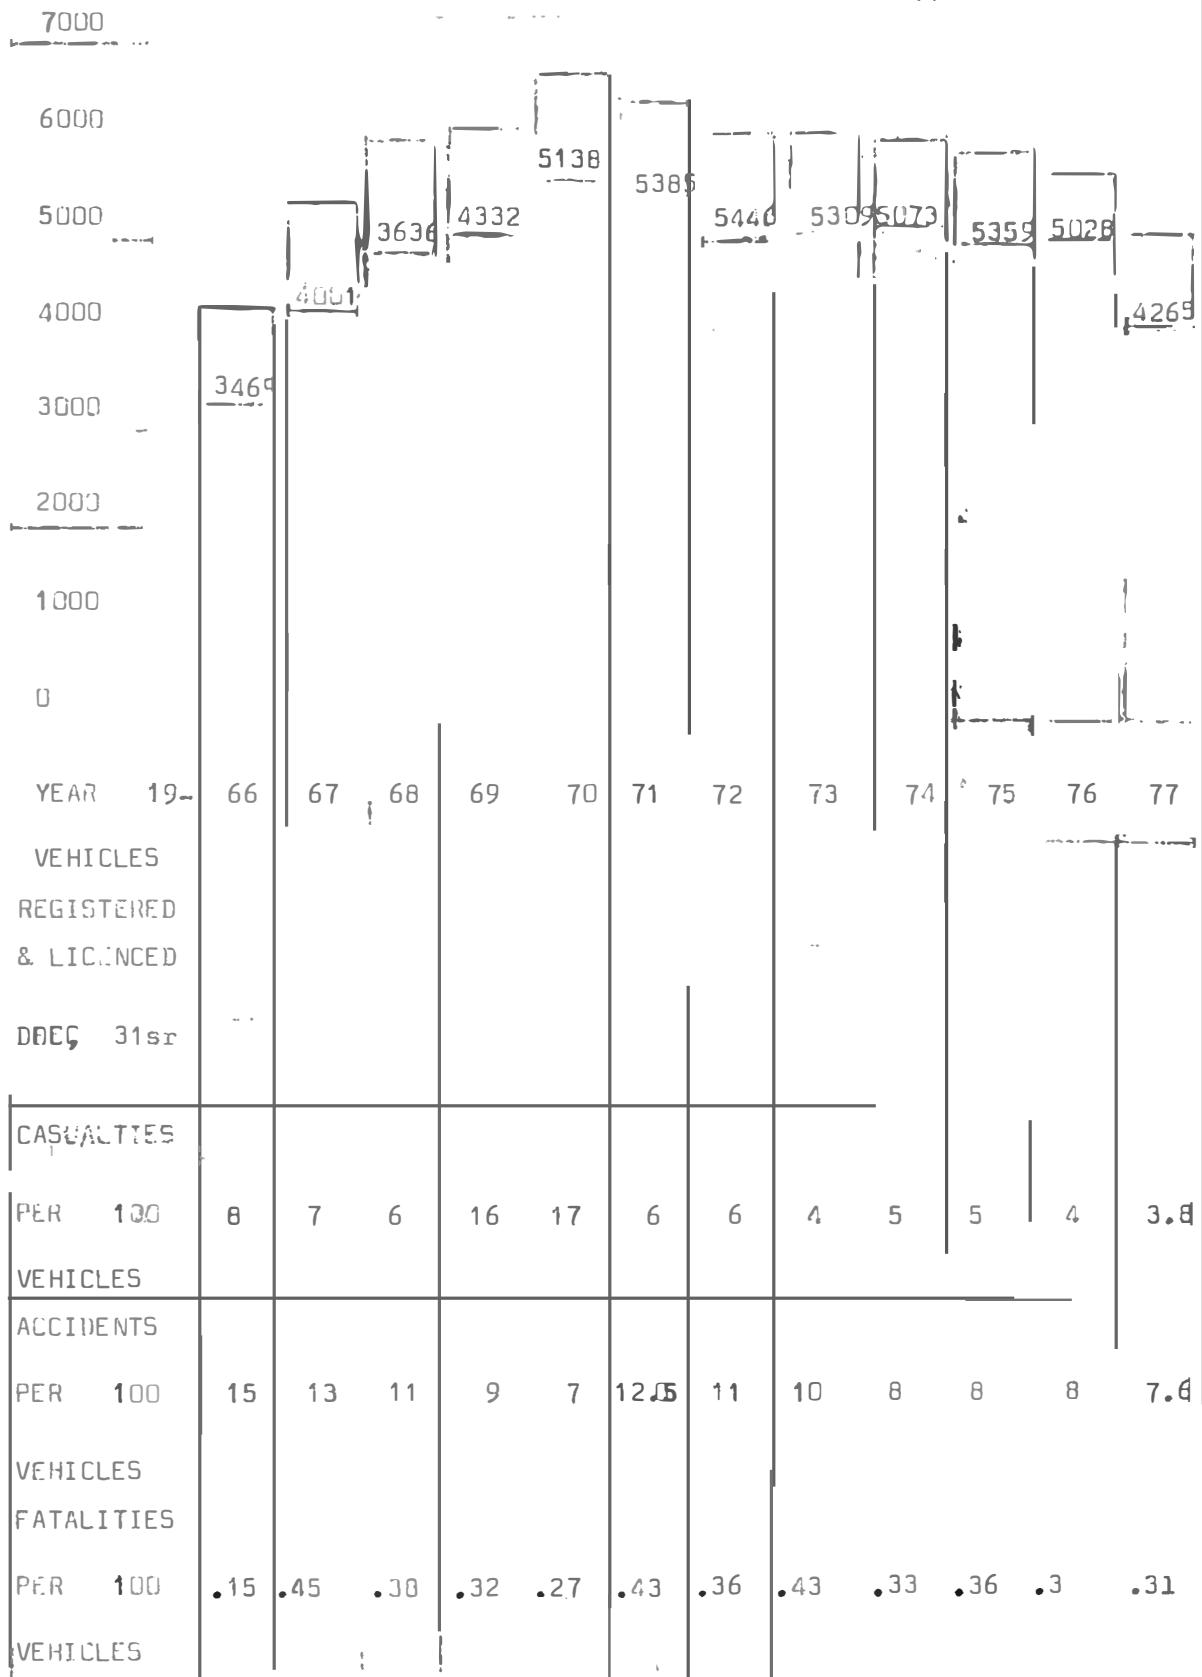 7000
6000
5138
5385
5000
3636
4332
5440
5309
5073
5359
5028
4001
4000
4269
3469
3000
2000
1000
0
YEAR 19- 66 67 68 69 70 71 72 73 74 75 76 77
VEHICLES
REGISTERED
& LICENCED
31sr
CASUALTIES
PER 100 8 7 6 16 17 6 6 4 5 5 4 3.8
VEHICLES
ACCIDENTS
PER 100 15 13 11 9 7 12.5 11 10 8 8 8 7.6
VEHICLES
FATALITIES
PER 100 .15 .45 .38 .32 .27 .43 .36 .43 .33 .36 .3 .31
VEHICLES